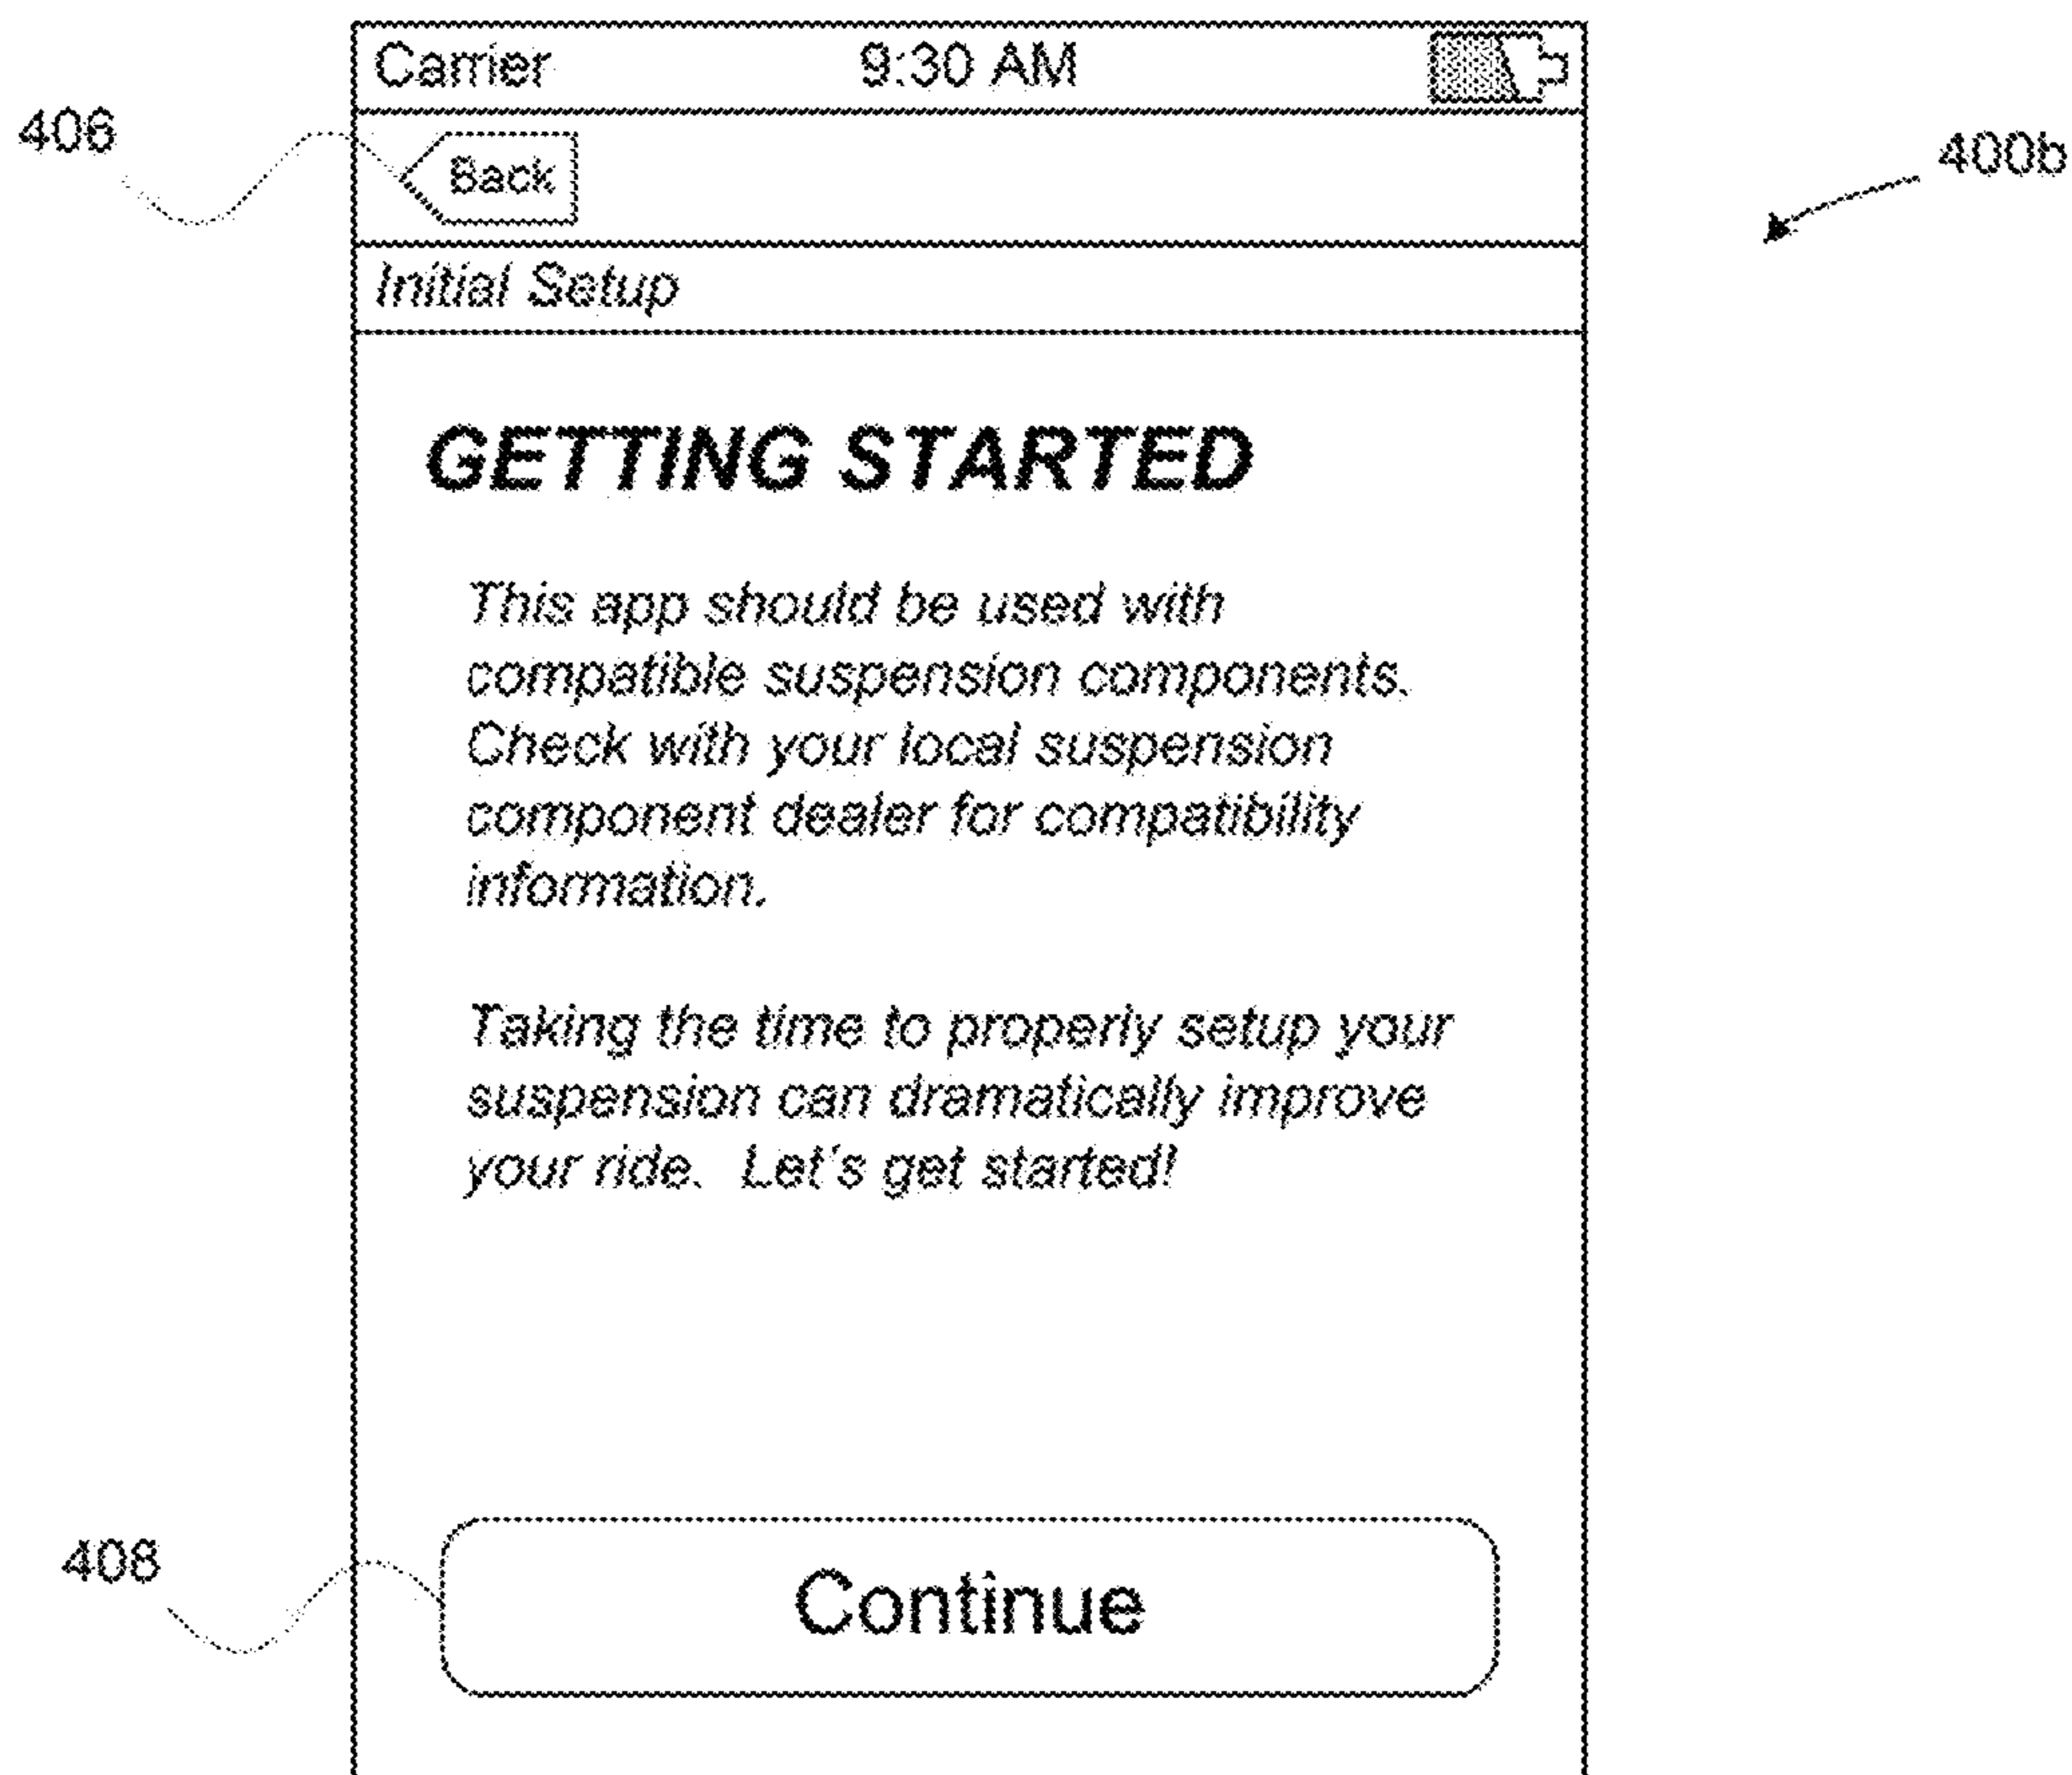 Carrier 9:30 AM
406
Back
400b
Initial Setup
GETTING STARTED
This app should be used with
compatible suspension components.
Check with your local suspension
component dealer for compatibility
information.
Taking the time to properly setup your
suspension can dramatically improve
your ride. Let's get started!
408
Continue